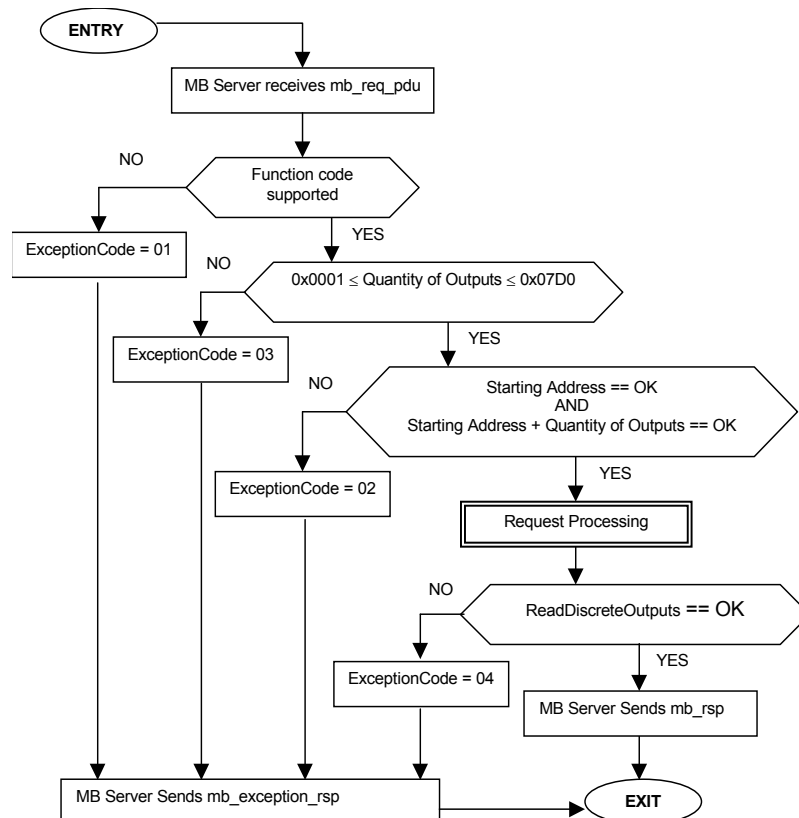 ENTRY
MB Server receives mb_req_pdu
NO
Function code
supported
YES
ExceptionCode = 01
NO
0x0001 ≤ Quantity of Outputs ≤ 0x07D0
YES
ExceptionCode = 03
NO
Starting Address == OK
AND
Starting Address + Quantity of Outputs == OK
YES
ExceptionCode = 02
Request Processing
NO
ReadDiscreteOutputs == OK
YES
ExceptionCode = 04
MB Server Sends mb_rsp
MB Server Sends mb_exception_rsp
EXIT